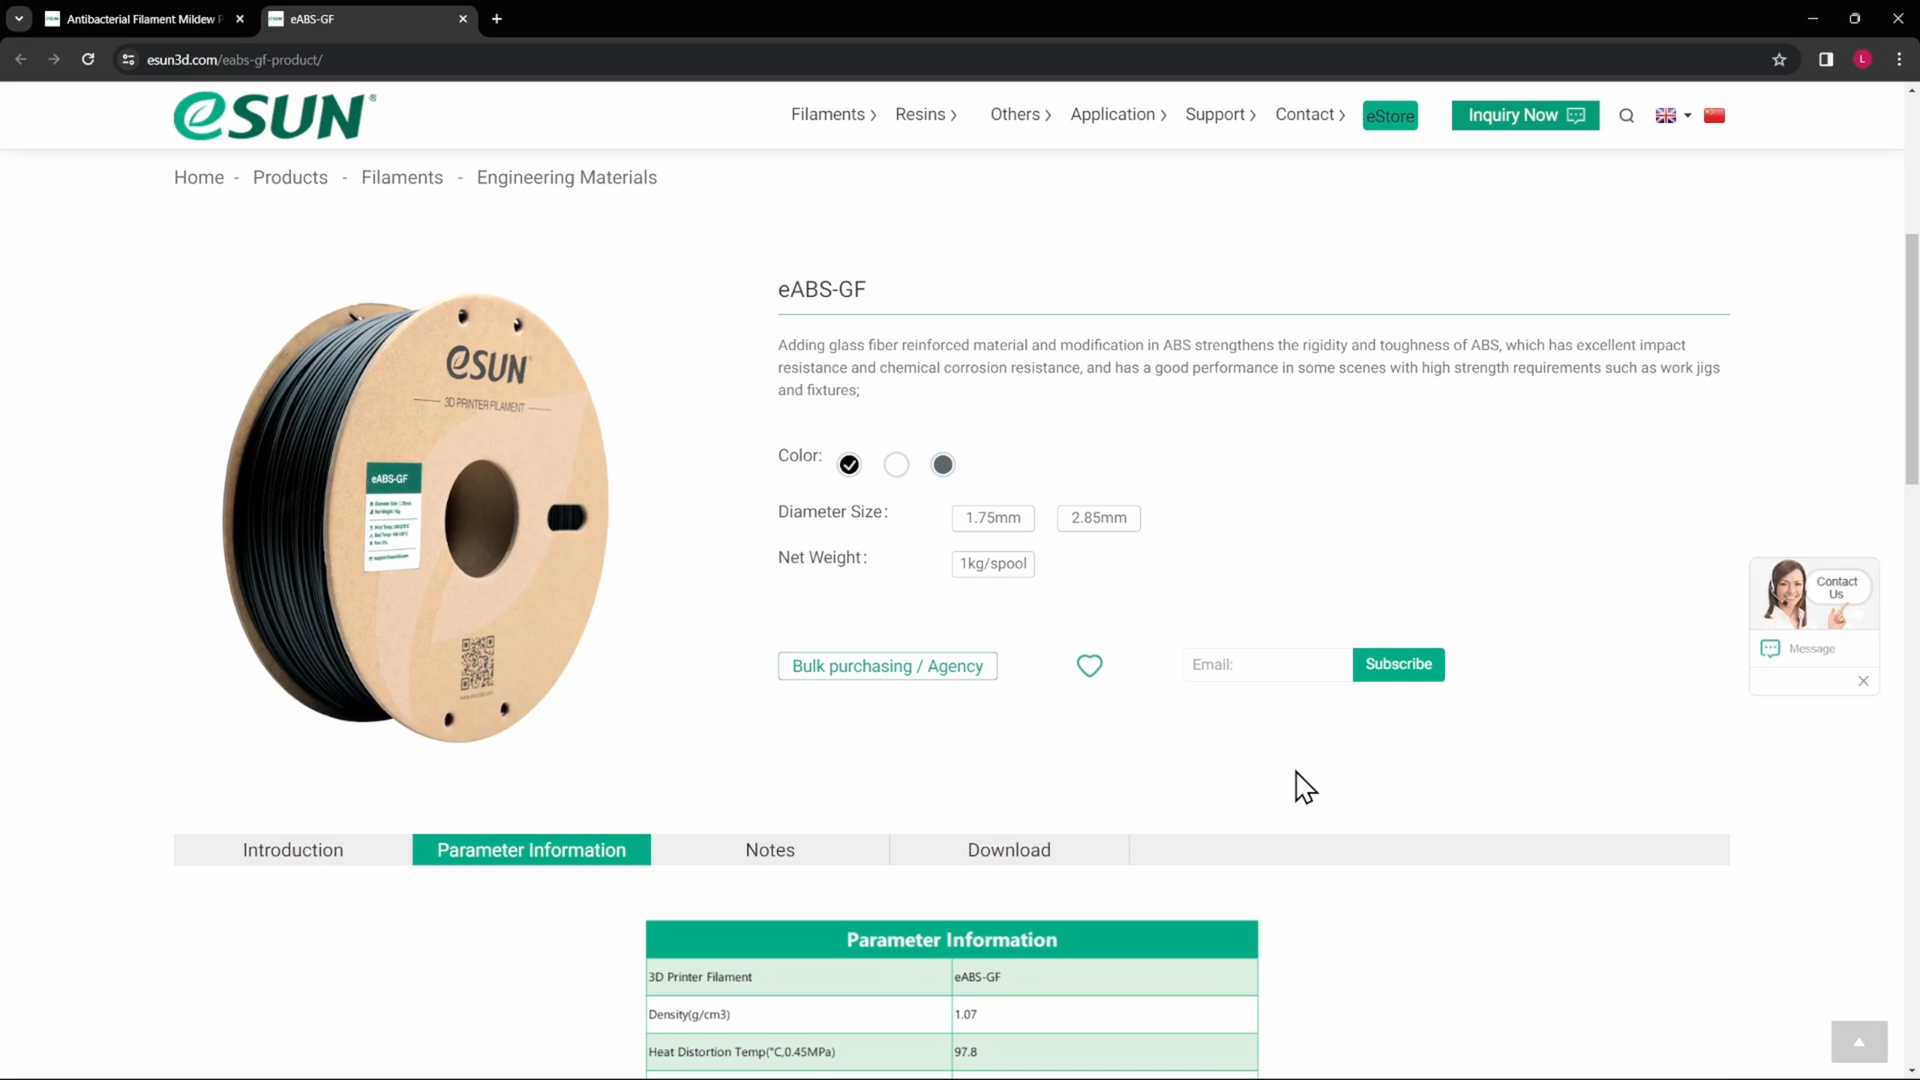 Antibacterial Filament Mildew P
eABS-GF
esun3d.com/eabs-gf-product/
eSUN®
Filaments
Resins
Others
Application
Support
Contact
eStore
Inquiry Now
Home - Products - Filaments - Engineering Materials
eABS-GF
Adding glass fiber reinforced material and modification in ABS strengthens the rigidity and toughness of ABS, which has excellent impact
resistance and chemical corrosion resistance, and has a good performance in some scenes with high strength requirements such as work jigs
and fixtures;
eSUN
3D PRINTER FILAMENT
eABS-GF
Color:
Diameter Size:
1.75mm
2.85mm
Net Weight:
1kg/spool
Contact
Us
Message
Bulk purchasing / Agency
Email:
Subscribe
Introduction
Parameter Information
Notes
Download
Parameter Information
3D Printer Filament
eABS-GF
Density(g/cm3)
1.07
Heat Distortion Temp(℃,0.45MPa)
97.8
L